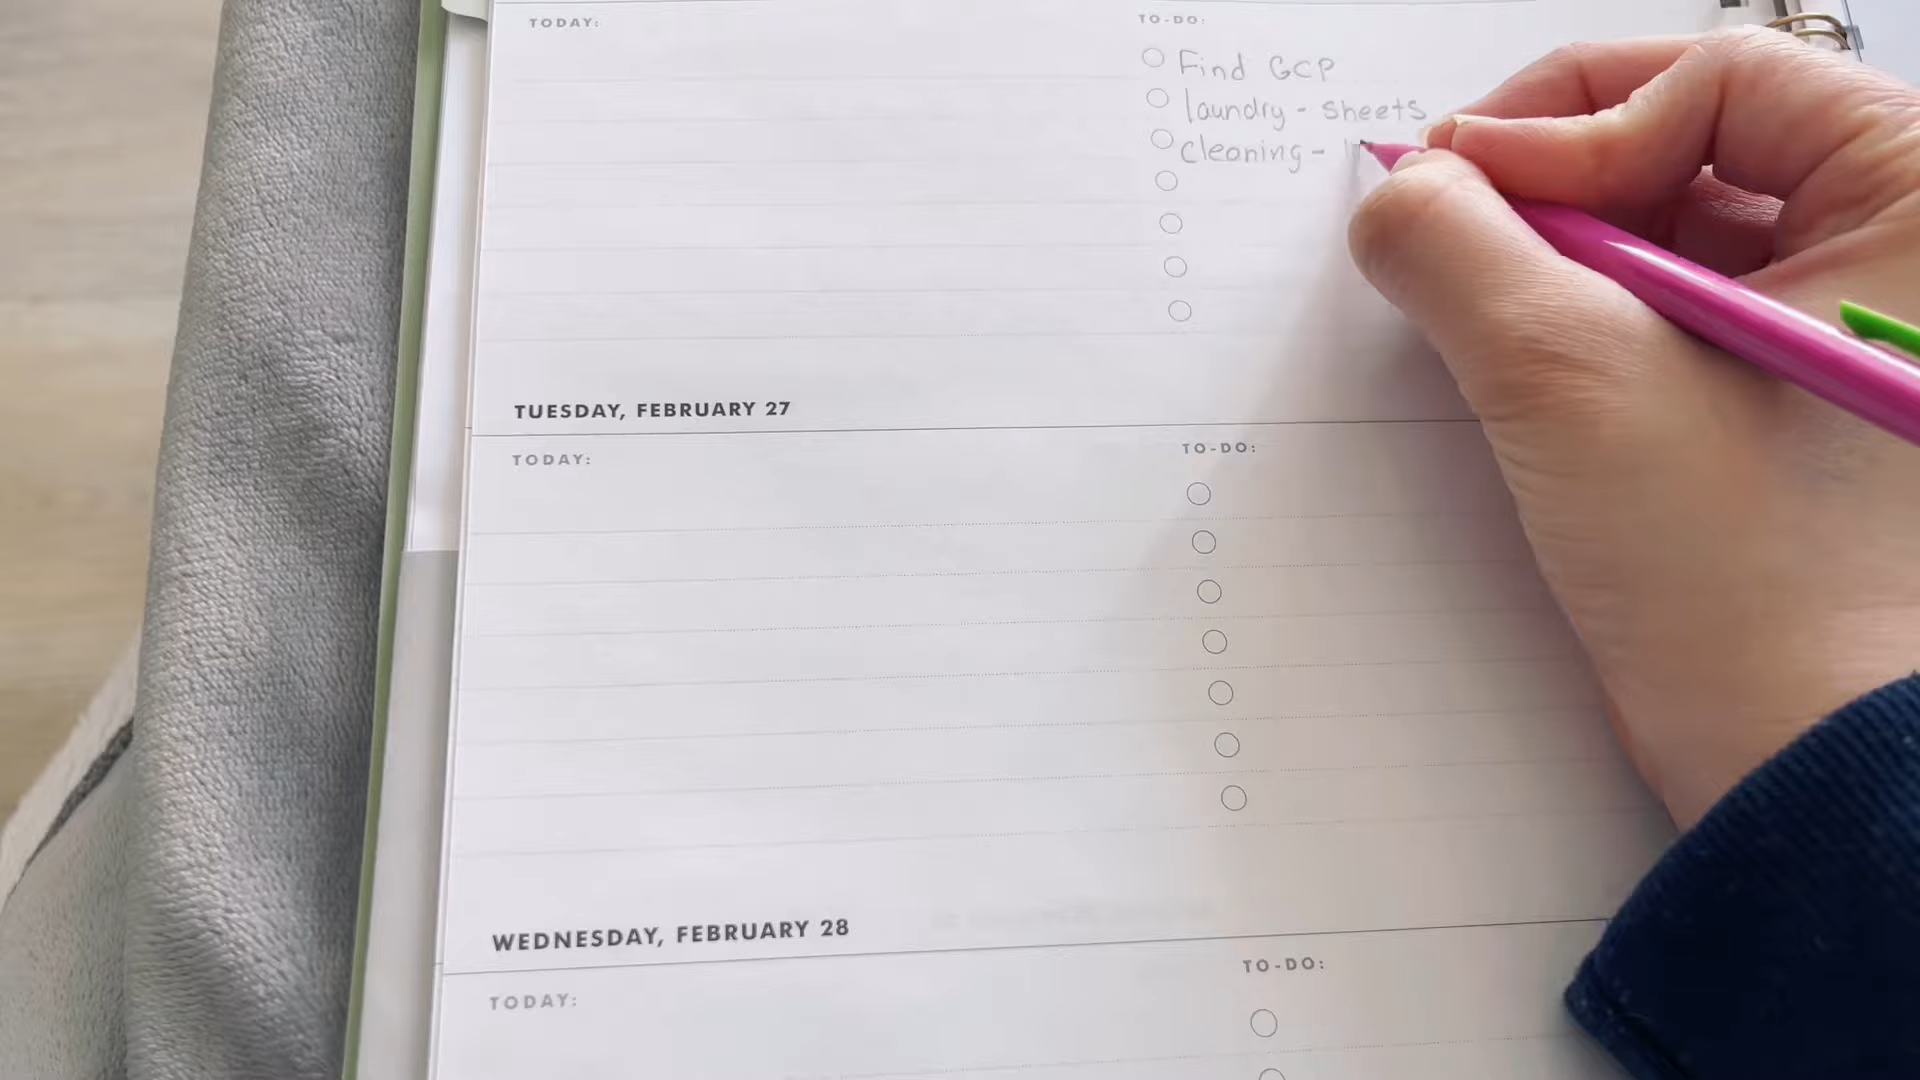 TODAY:
TO-DO:
Find GCP
laundry - sheets
cleaning -
TUESDAY, FEBRUARY 27
TODAY:
TO-DO:
WEDNESDAY, FEBRUARY 28
TODAY:
TO-DO: